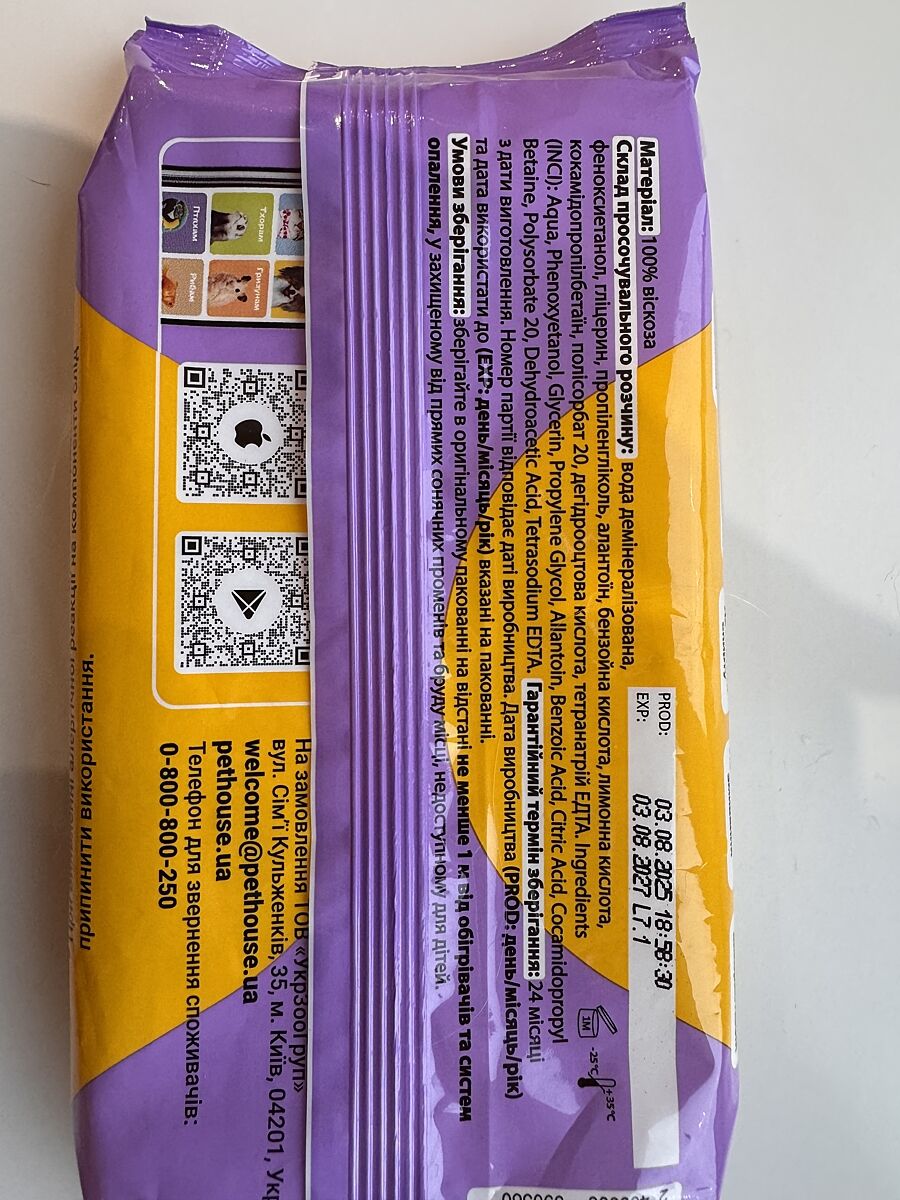 Матеріал: 100% віскоза
Склад просочувального розчину: вода демінералізована,
феноксиетанол, гліцерин, пропіленгліколь, алантоїн, бензойна кислота, лимонна кислота,
кокамідопропілбетаїн, полісорбат 20, дегідрооцтова кислота, тетранатрій ЕДТА. Ingredients
(INCI): Aqua, Phenoxyetanol, Glycerin, Propylene Glycol, Allantoin, Benzoic Acid, Citric Acid, Cocamidopropyl
Betaine, Polysorbate 20, Dehydroacetic Acid, Tetrasodium EDTA. Гарантійний термін зберігання: 24 місяці
з дати виготовлення. Номер партії відповідає даті виробництва. Дата виробництва (PROD: день/місяць/рік)
та дата використати до (EXP: день/місяць/рік) вказані на пакованні.
Умови зберігання: зберігайте в оригінальному пакованні на відстані не менше 1 м від обігрівачів та систем
опалення, у захищеному від прямих сонячних променів та бруду місці, недоступному для дітей.
PROD: 03.08.2025 18:58:30
EXP: 03.08.2027 L7.1
1M
-25°C
+35°C
Тхорам
Птахам
Гризунам
Рибам
На замовлення ТОВ «Укрзоогруп»
вул. Сім'ї Кульженків, 35, м. Київ, 04201, Укр
welcome@pethouse.ua
pethouse.ua
Телефон для звернення споживачів:
0-800-800-250
реакції на компоненти слід
припинити використання.